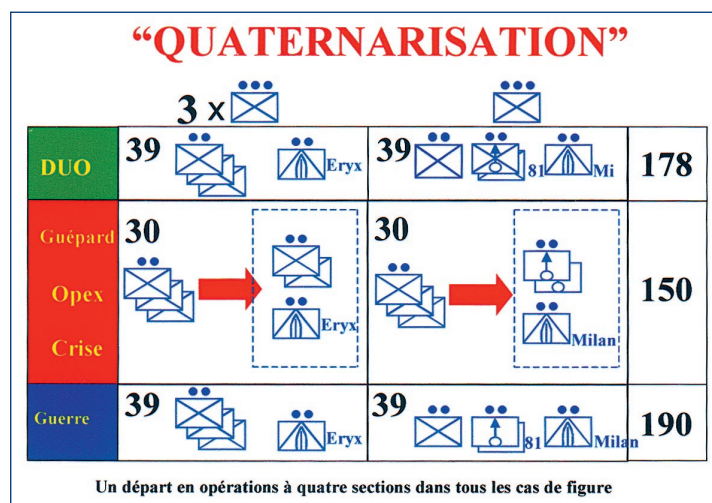 “QUATERNARISATION”
3 x
DUO
39
Eryx
39
81
Mi
178
Guépard
Opex
Crise
30
Eryx
30
Milan
150
Guerre
39
Eryx
39
81
Milan
190
Un départ en opérations à quatre sections dans tous les cas de figure